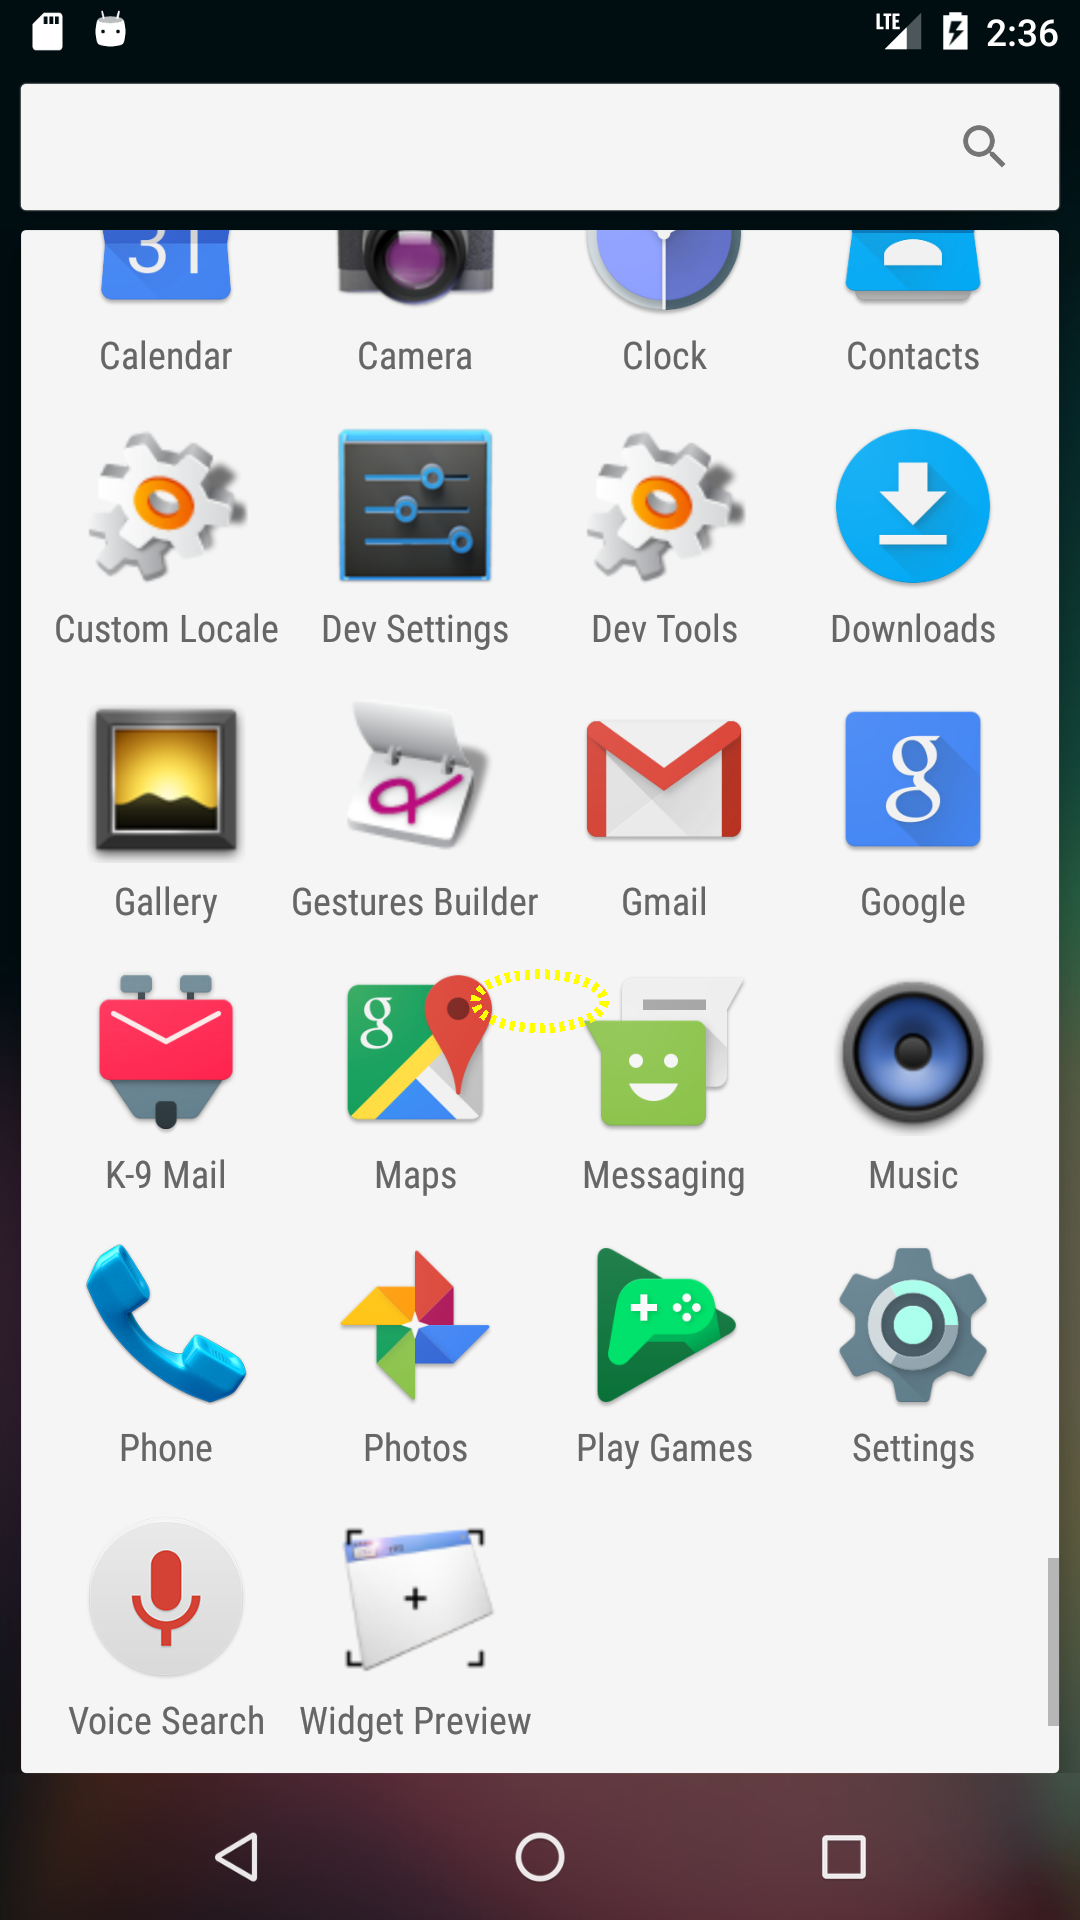 LTE 2:36
31
Calendar Camera Clock Contacts
Custom Locale Dev Settings Dev Tools Downloads
g
Gallery Gestures Builder Gmail Google
g
K-9 Mail Maps Messaging Music
Phone Photos Play Games Settings
Voice Search Widget Preview